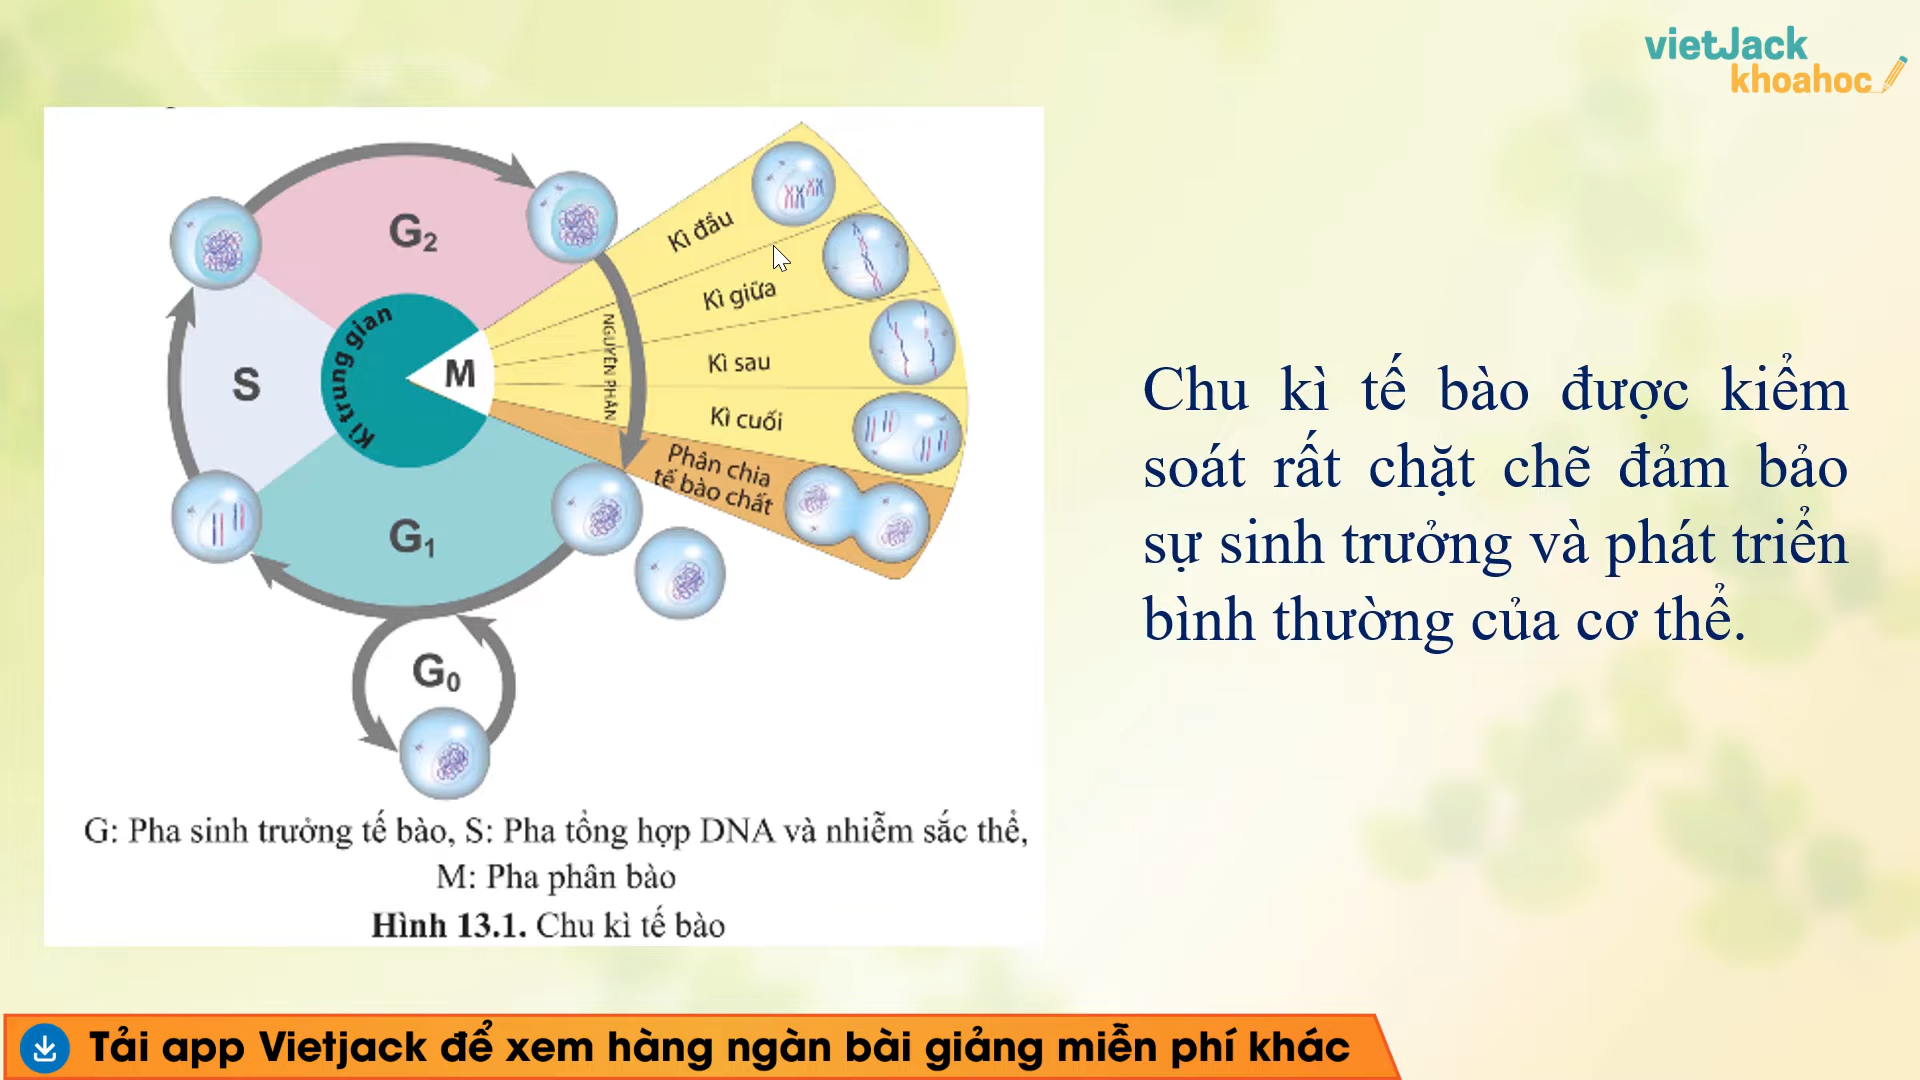 vietJack
khoahoc
G₂
Kì đầu
Kì giữa
Kì sau
Kì cuối
Phân chia
tế bào chất
NGUYÊN PHÂN
Kì trung gian
M
S
G₁
G₀
G: Pha sinh trưởng tế bào, S: Pha tổng hợp DNA và nhiễm sắc thể,
M: Pha phân bào
Hình 13.1. Chu kì tế bào
Chu kì tế bào được kiểm
soát rất chặt chẽ đảm bảo
sự sinh trưởng và phát triển
bình thường của cơ thể.
Tải app Vietjack để xem hàng ngàn bài giảng miễn phí khác